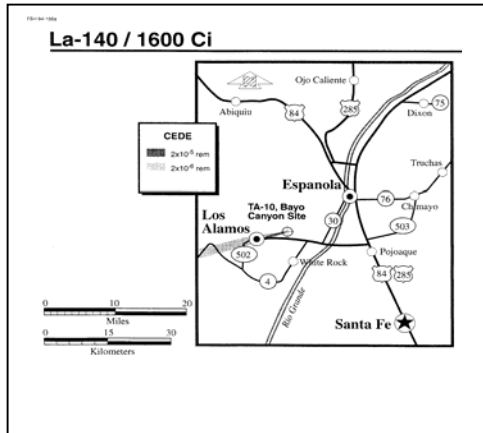 La-140 / 1600 Ci
Ojo Caliente
75
84
285
Abiquiu
Dixon
CEDE
2x10-5 rem
2x10-6 rem
Truchas
Espanola
76
Chimayo
TA-10, Bayo
Canyon Site
Los
Alamos
30
503
502
Pojoaque
White Rock
4
84
285
Rio Grande
Santa Fe
0 10 20
Miles
0 15 30
Kilometers